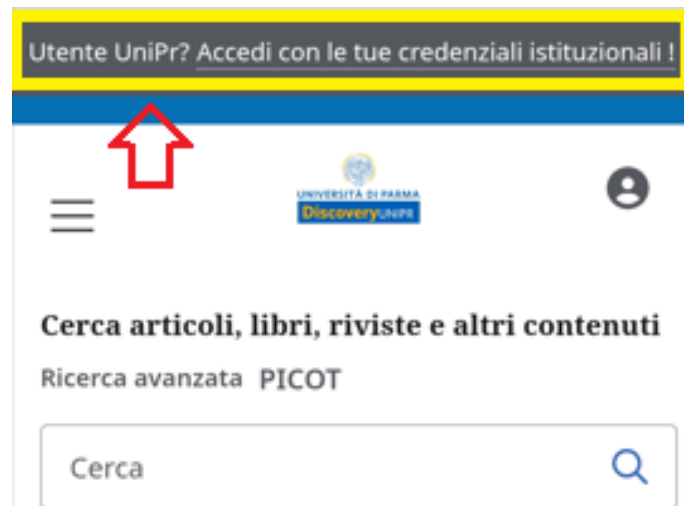 Utente UniPr? Accedi con le tue credenziali istituzionali !
UNIVERSITÀ DI PARMA
DiscoveryUNIPR
Cerca articoli, libri, riviste e altri contenuti
Ricerca avanzata PICOT
Cerca